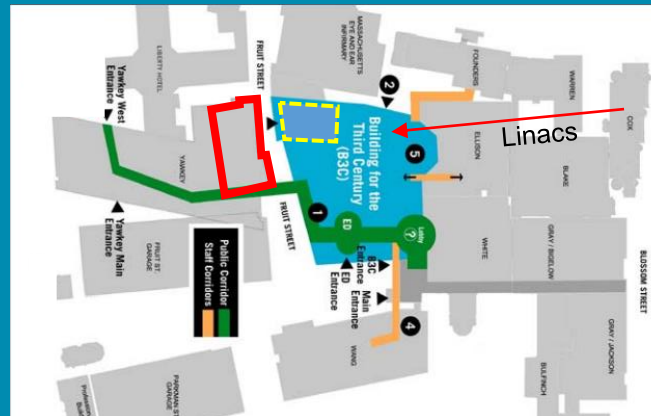 LIBERTY HOTEL
FRUIT STREET
MASSACHUSETTS
EYE AND EAR
INFIRMARY
FOUNDERS
WARREN
COX
Yawkey West
Entrance
2
Linacs
Building for the
Third Century
(B3C)
5
ELLISON
BLAKE
YAWKEY
1
FRUIT STREET
ED
Lobby
?
WHITE
GRAY / BIGELOW
BLOSSOM STREET
Yawkey Main
Entrance
FRUIT ST.
GARAGE
Public Corridor
Staff Corridors
ED
Entrance
B3C
Entrance
Main
Entrance
4
WANG
GRAY / JACKSON
BULFINCH
PARKMAN ST.
GARAGE